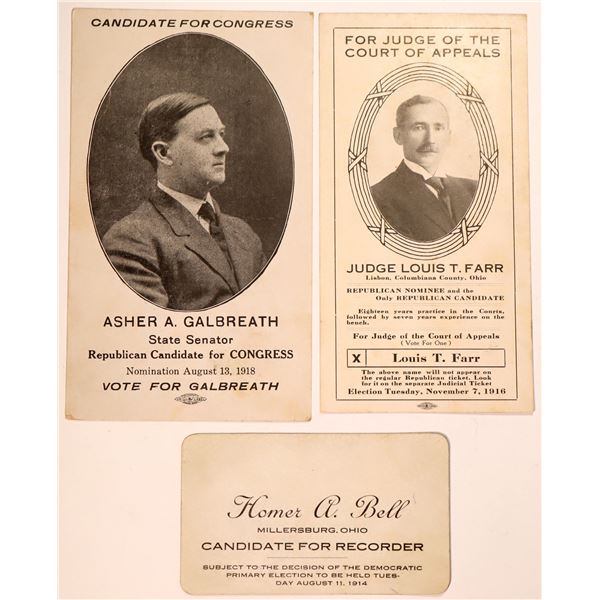 CANDIDATE FOR CONGRESS
ASHER A. GALBREATH
State Senator
Republican Candidate for CONGRESS
Nomination August 13, 1918
VOTE FOR GALBREATH
FOR JUDGE OF THE
COURT OF APPEALS
JUDGE LOUIS T. FARR
Lisbon, Columbiana County, Ohio
REPUBLICAN NOMINEE and the
Only REPUBLICAN CANDIDATE
Eighteen years practice in the Courts,
followed by seven years experience on the
bench.
For Judge of the Court of Appeals
(Vote For One)
X Louis T. Farr
The above name will not appear on
the regular Republican ticket. Look
for it on the separate Judicial Ticket
Election Tuesday, November 7, 1916
Homer A. Bell
MILLERSBURG, OHIO
CANDIDATE FOR RECORDER
SUBJECT TO THE DECISION OF THE DEMOCRATIC
PRIMARY ELECTION TO BE HELD TUES-
DAY AUGUST 11, 1914